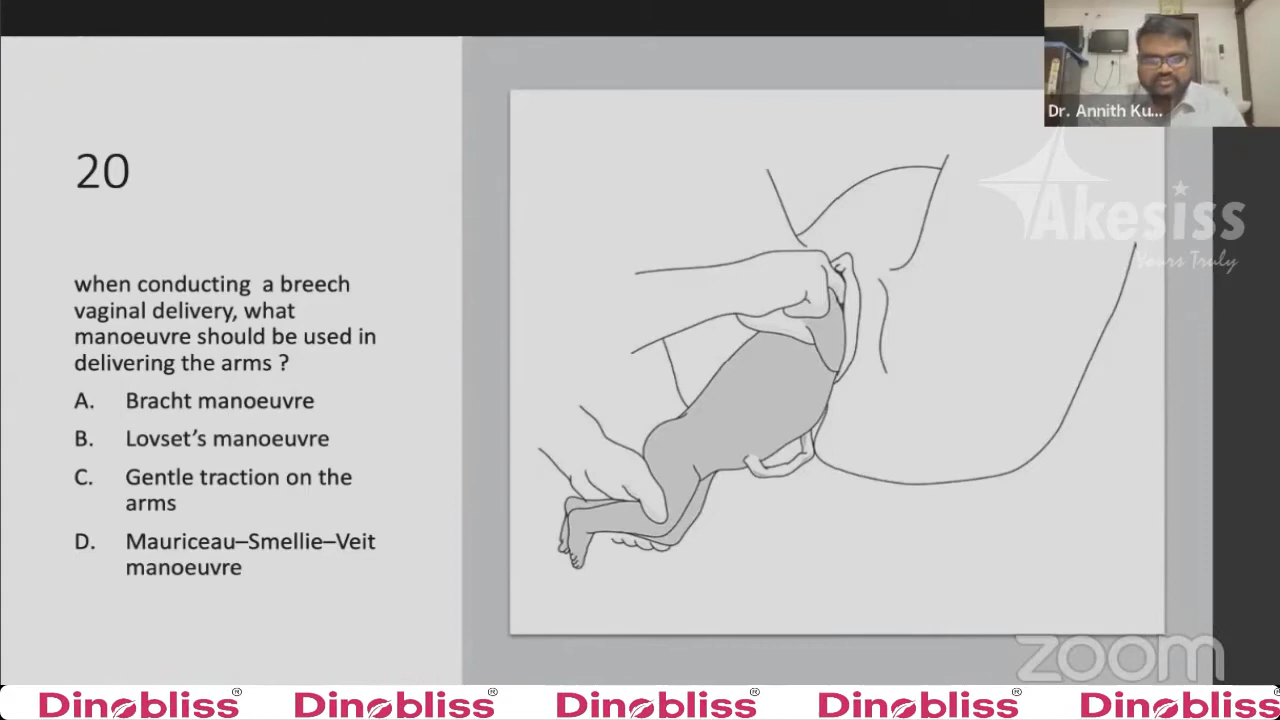 Dr. Annith Ku...
20
Akesiss
Yours Truly
when conducting a breech
vaginal delivery, what
manoeuvre should be used in
delivering the arms ?
A. Bracht manoeuvre
B. Lovset’s manoeuvre
C. Gentle traction on the
arms
D. Mauriceau–Smellie–Veit
manoeuvre
zoom
Dinobliss® Dinobliss® Dinobliss® Dinobliss® Dinobliss®